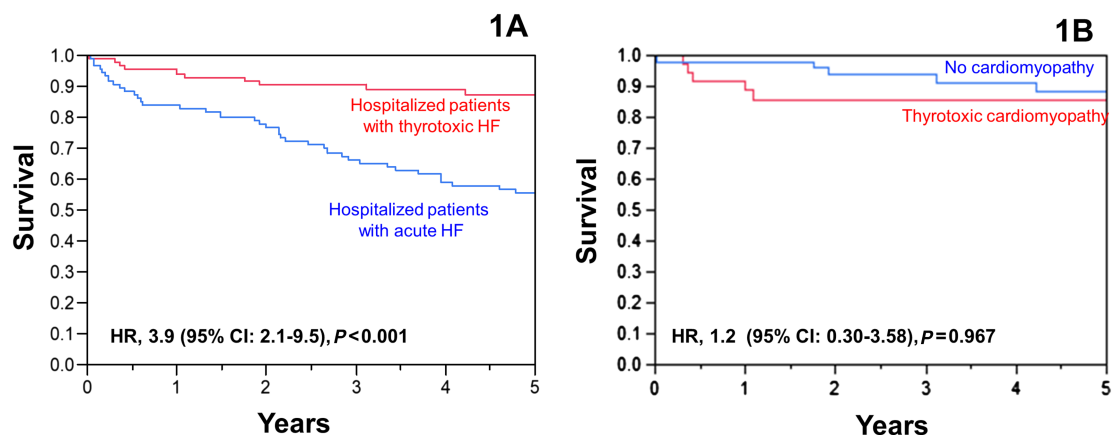 1A
Survival
1.0
0.9
0.8
0.7
0.6
0.5
0.4
0.3
0.2
0.1
0.0
Hospitalized patients
with thyrotoxic HF
Hospitalized patients
with acute HF
HR, 3.9 (95% CI: 2.1-9.5), P<0.001
0 1 2 3 4 5
Years
1B
Survival
1.0
0.9
0.8
0.7
0.6
0.5
0.4
0.3
0.2
0.1
0.0
No cardiomyopathy
Thyrotoxic cardiomyopathy
HR, 1.2 (95% CI: 0.30-3.58), P=0.967
0 1 2 3 4 5
Years